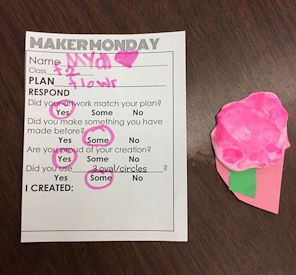 MAKERMONDAY
Name Mydi
Class
PLAN flowr
RESPOND
Did your artwork match your plan?
Yes Some No
Did you make something you have
made before?
Yes Some No
Are you proud of your creation?
Yes Some No
Did you use 3 oval/circles ?
Yes Some No
I CREATED: